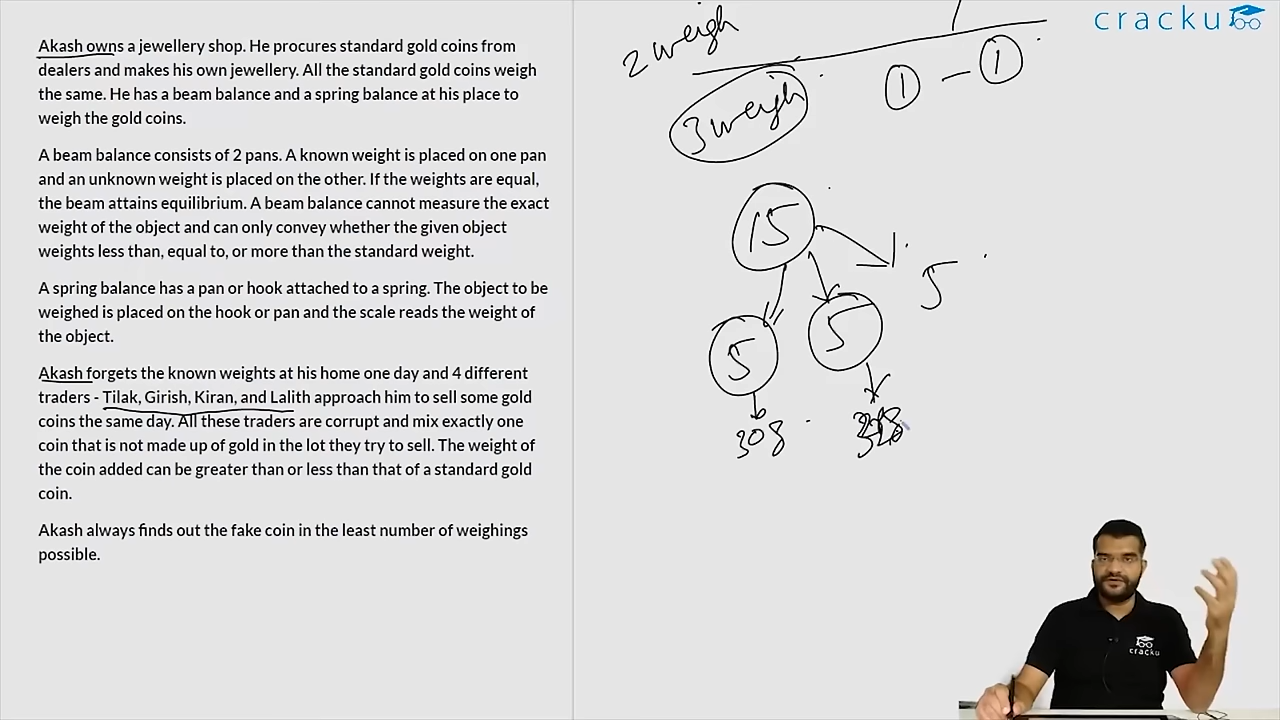 cracku
Akash owns a jewellery shop. He procures standard gold coins from
dealers and makes his own jewellery. All the standard gold coins weigh
the same. He has a beam balance and a spring balance at his place to
weigh the gold coins.
A beam balance consists of 2 pans. A known weight is placed on one pan
and an unknown weight is placed on the other. If the weights are equal,
the beam attains equilibrium. A beam balance cannot measure the exact
weight of the object and can only convey whether the given object
weights less than, equal to, or more than the standard weight.
A spring balance has a pan or hook attached to a spring. The object to be
weighed is placed on the hook or pan and the scale reads the weight of
the object.
Akash forgets the known weights at his home one day and 4 different
traders - Tilak, Girish, Kiran, and Lalith approach him to sell some gold
coins the same day. All these traders are corrupt and mix exactly one
coin that is not made up of gold in the lot they try to sell. The weight of
the coin added can be greater than or less than that of a standard gold
coin.
Akash always finds out the fake coin in the least number of weighings
possible.
2 weigh
3 weigh
1 - 1
15
5 5 5
30g
cracku